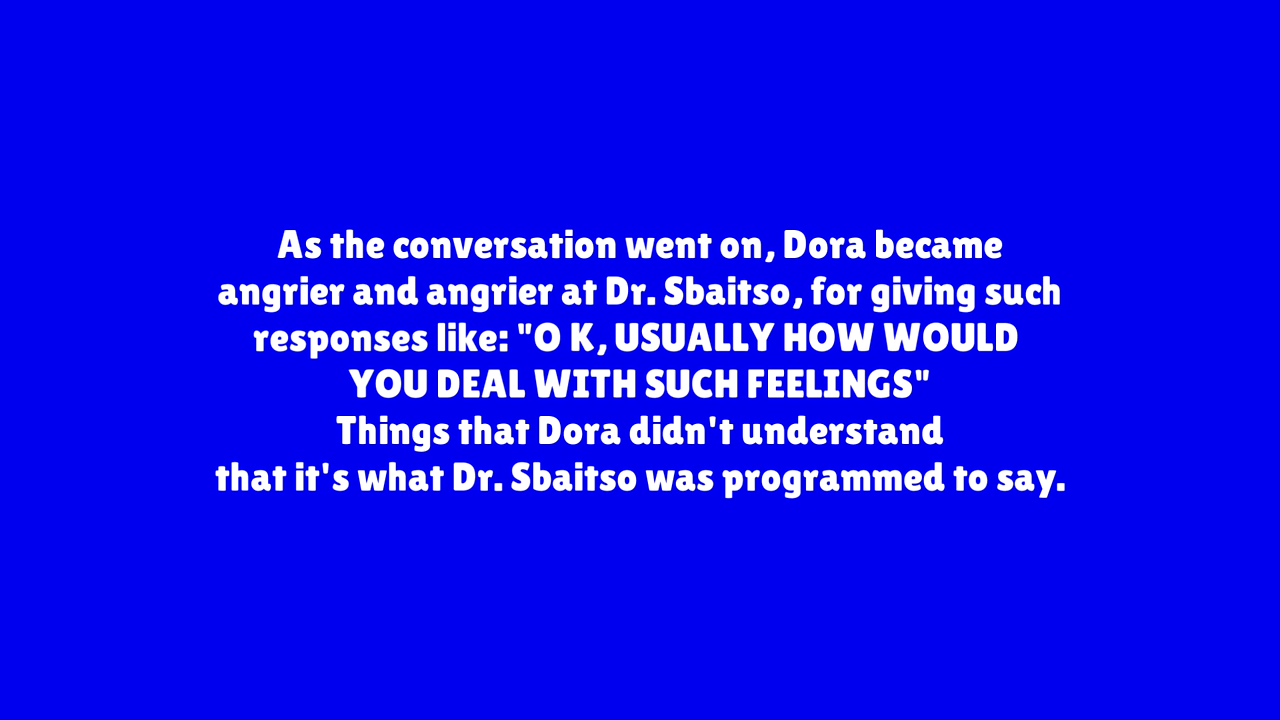 As the conversation went on, Dora became
angrier and angrier at Dr. Sbaitso, for giving such
responses like: "O K, USUALLY HOW WOULD
YOU DEAL WITH SUCH FEELINGS"
Things that Dora didn't understand
that it's what Dr. Sbaitso was programmed to say.